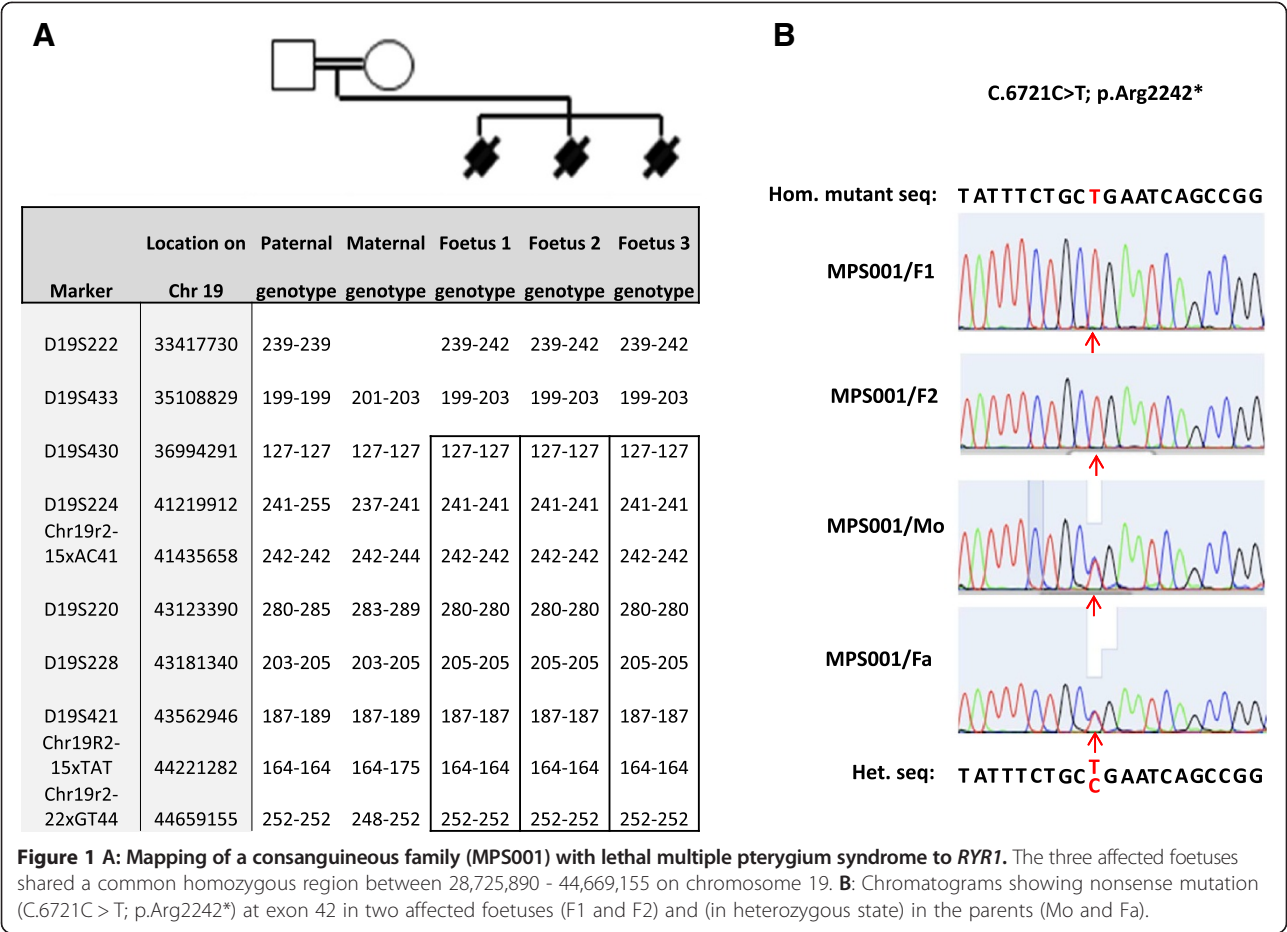 A
B
C.6721C>T; p.Arg2242*
Location on Paternal Maternal Foetus 1 Foetus 2 Foetus 3
Marker Chr 19 genotype genotype genotype genotype genotype
D19S222 33417730 239-239 239-242 239-242 239-242
D19S433 35108829 199-199 201-203 199-203 199-203 199-203
D19S430 36994291 127-127 127-127 127-127 127-127 127-127
D19S224 41219912 241-255 237-241 241-241 241-241 241-241
Chr19r2-
15xAC41 41435658 242-242 242-244 242-242 242-242 242-242
D19S220 43123390 280-285 283-289 280-280 280-280 280-280
D19S228 43181340 203-205 203-205 205-205 205-205 205-205
D19S421 43562946 187-189 187-189 187-187 187-187 187-187
Chr19R2-
15xTAT 44221282 164-164 164-175 164-164 164-164 164-164
Chr19r2-
22xGT44 44659155 252-252 248-252 252-252 252-252 252-252
Hom. mutant seq: TATTTCTGCTGAATCAGCCGG
MPS001/F1
MPS001/F2
MPS001/Mo
MPS001/Fa
T
Het. seq: TATTTCTGC GAATCAGCCGG
C
Figure 1 A: Mapping of a consanguineous family (MPS001) with lethal multiple pterygium syndrome to RYR1. The three affected foetuses
shared a common homozygous region between 28,725,890 - 44,669,155 on chromosome 19. B: Chromatograms showing nonsense mutation
(C.6721C > T; p.Arg2242*) at exon 42 in two affected foetuses (F1 and F2) and (in heterozygous state) in the parents (Mo and Fa).